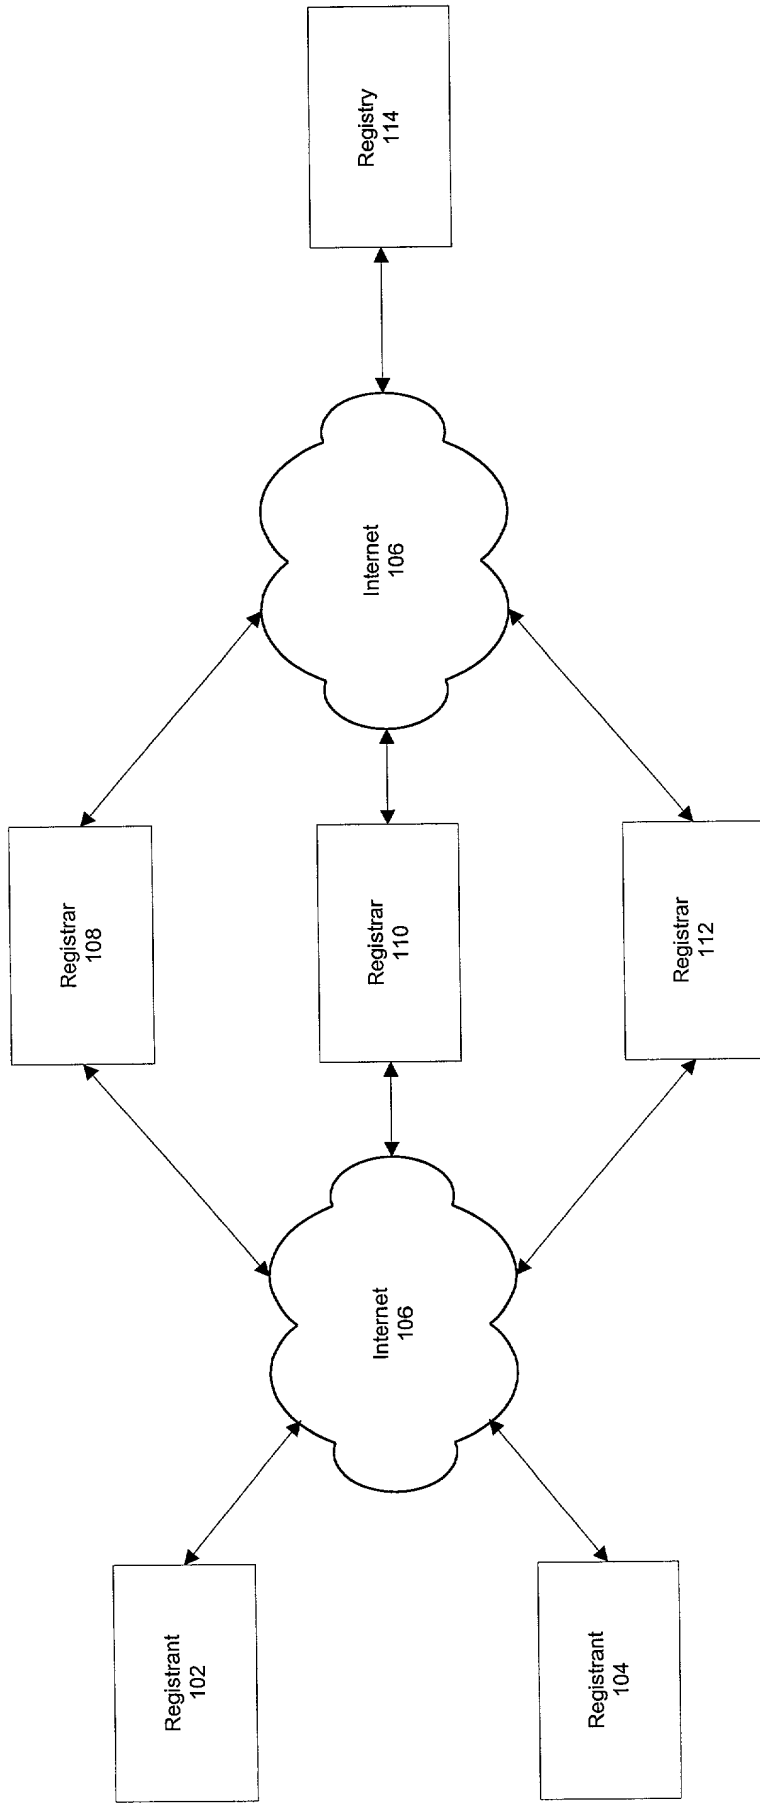 Registrant
102
Registrant
104
Internet
106
Registrar
108
Registrar
110
Registrar
112
Internet
106
Registry
114